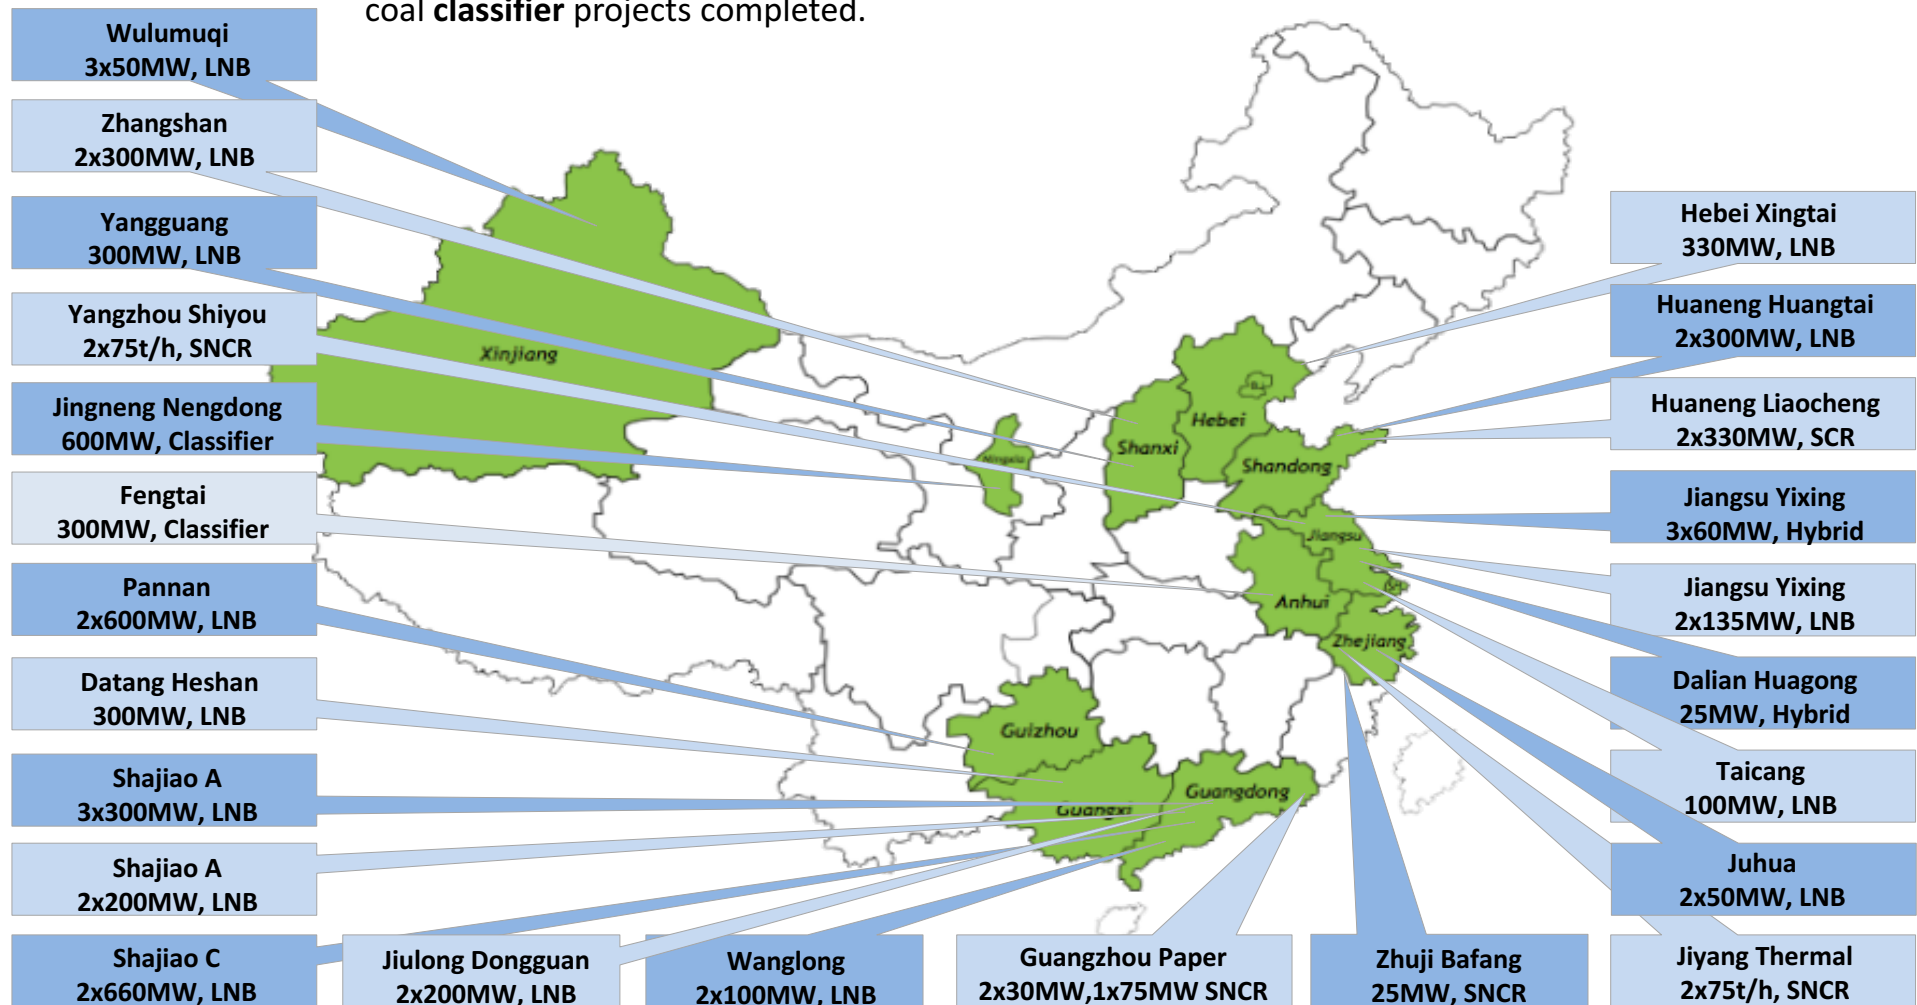 coal classifier projects completed.
Wulumuqi
3x50MW, LNB
Zhangshan
2x300MW, LNB
Yangguang
300MW, LNB
Yangzhou Shiyou
2x75t/h, SNCR
Jingneng Nengdong
600MW, Classifier
Fengtai
300MW, Classifier
Pannan
2x600MW, LNB
Datang Heshan
300MW, LNB
Shajiao A
3x300MW, LNB
Shajiao A
2x200MW, LNB
Shajiao C
2x660MW, LNB
Jiulong Dongguan
2x200MW, LNB
Wanglong
2x100MW, LNB
Guangzhou Paper
2x30MW,1x75MW SNCR
Zhuji Bafang
25MW, SNCR
Hebei Xingtai
330MW, LNB
Huaneng Huangtai
2x300MW, LNB
Huaneng Liaocheng
2x330MW, SCR
Jiangsu Yixing
3x60MW, Hybrid
Jiangsu Yixing
2x135MW, LNB
Dalian Huagong
25MW, Hybrid
Taicang
100MW, LNB
Juhua
2x50MW, LNB
Jiyang Thermal
2x75t/h, SNCR
Xinjiang
Ningxia
Shanxi
Hebei
Shandong
Jiangsu
Anhui
Zhejiang
Guizhou
Guangxi
Guangdong